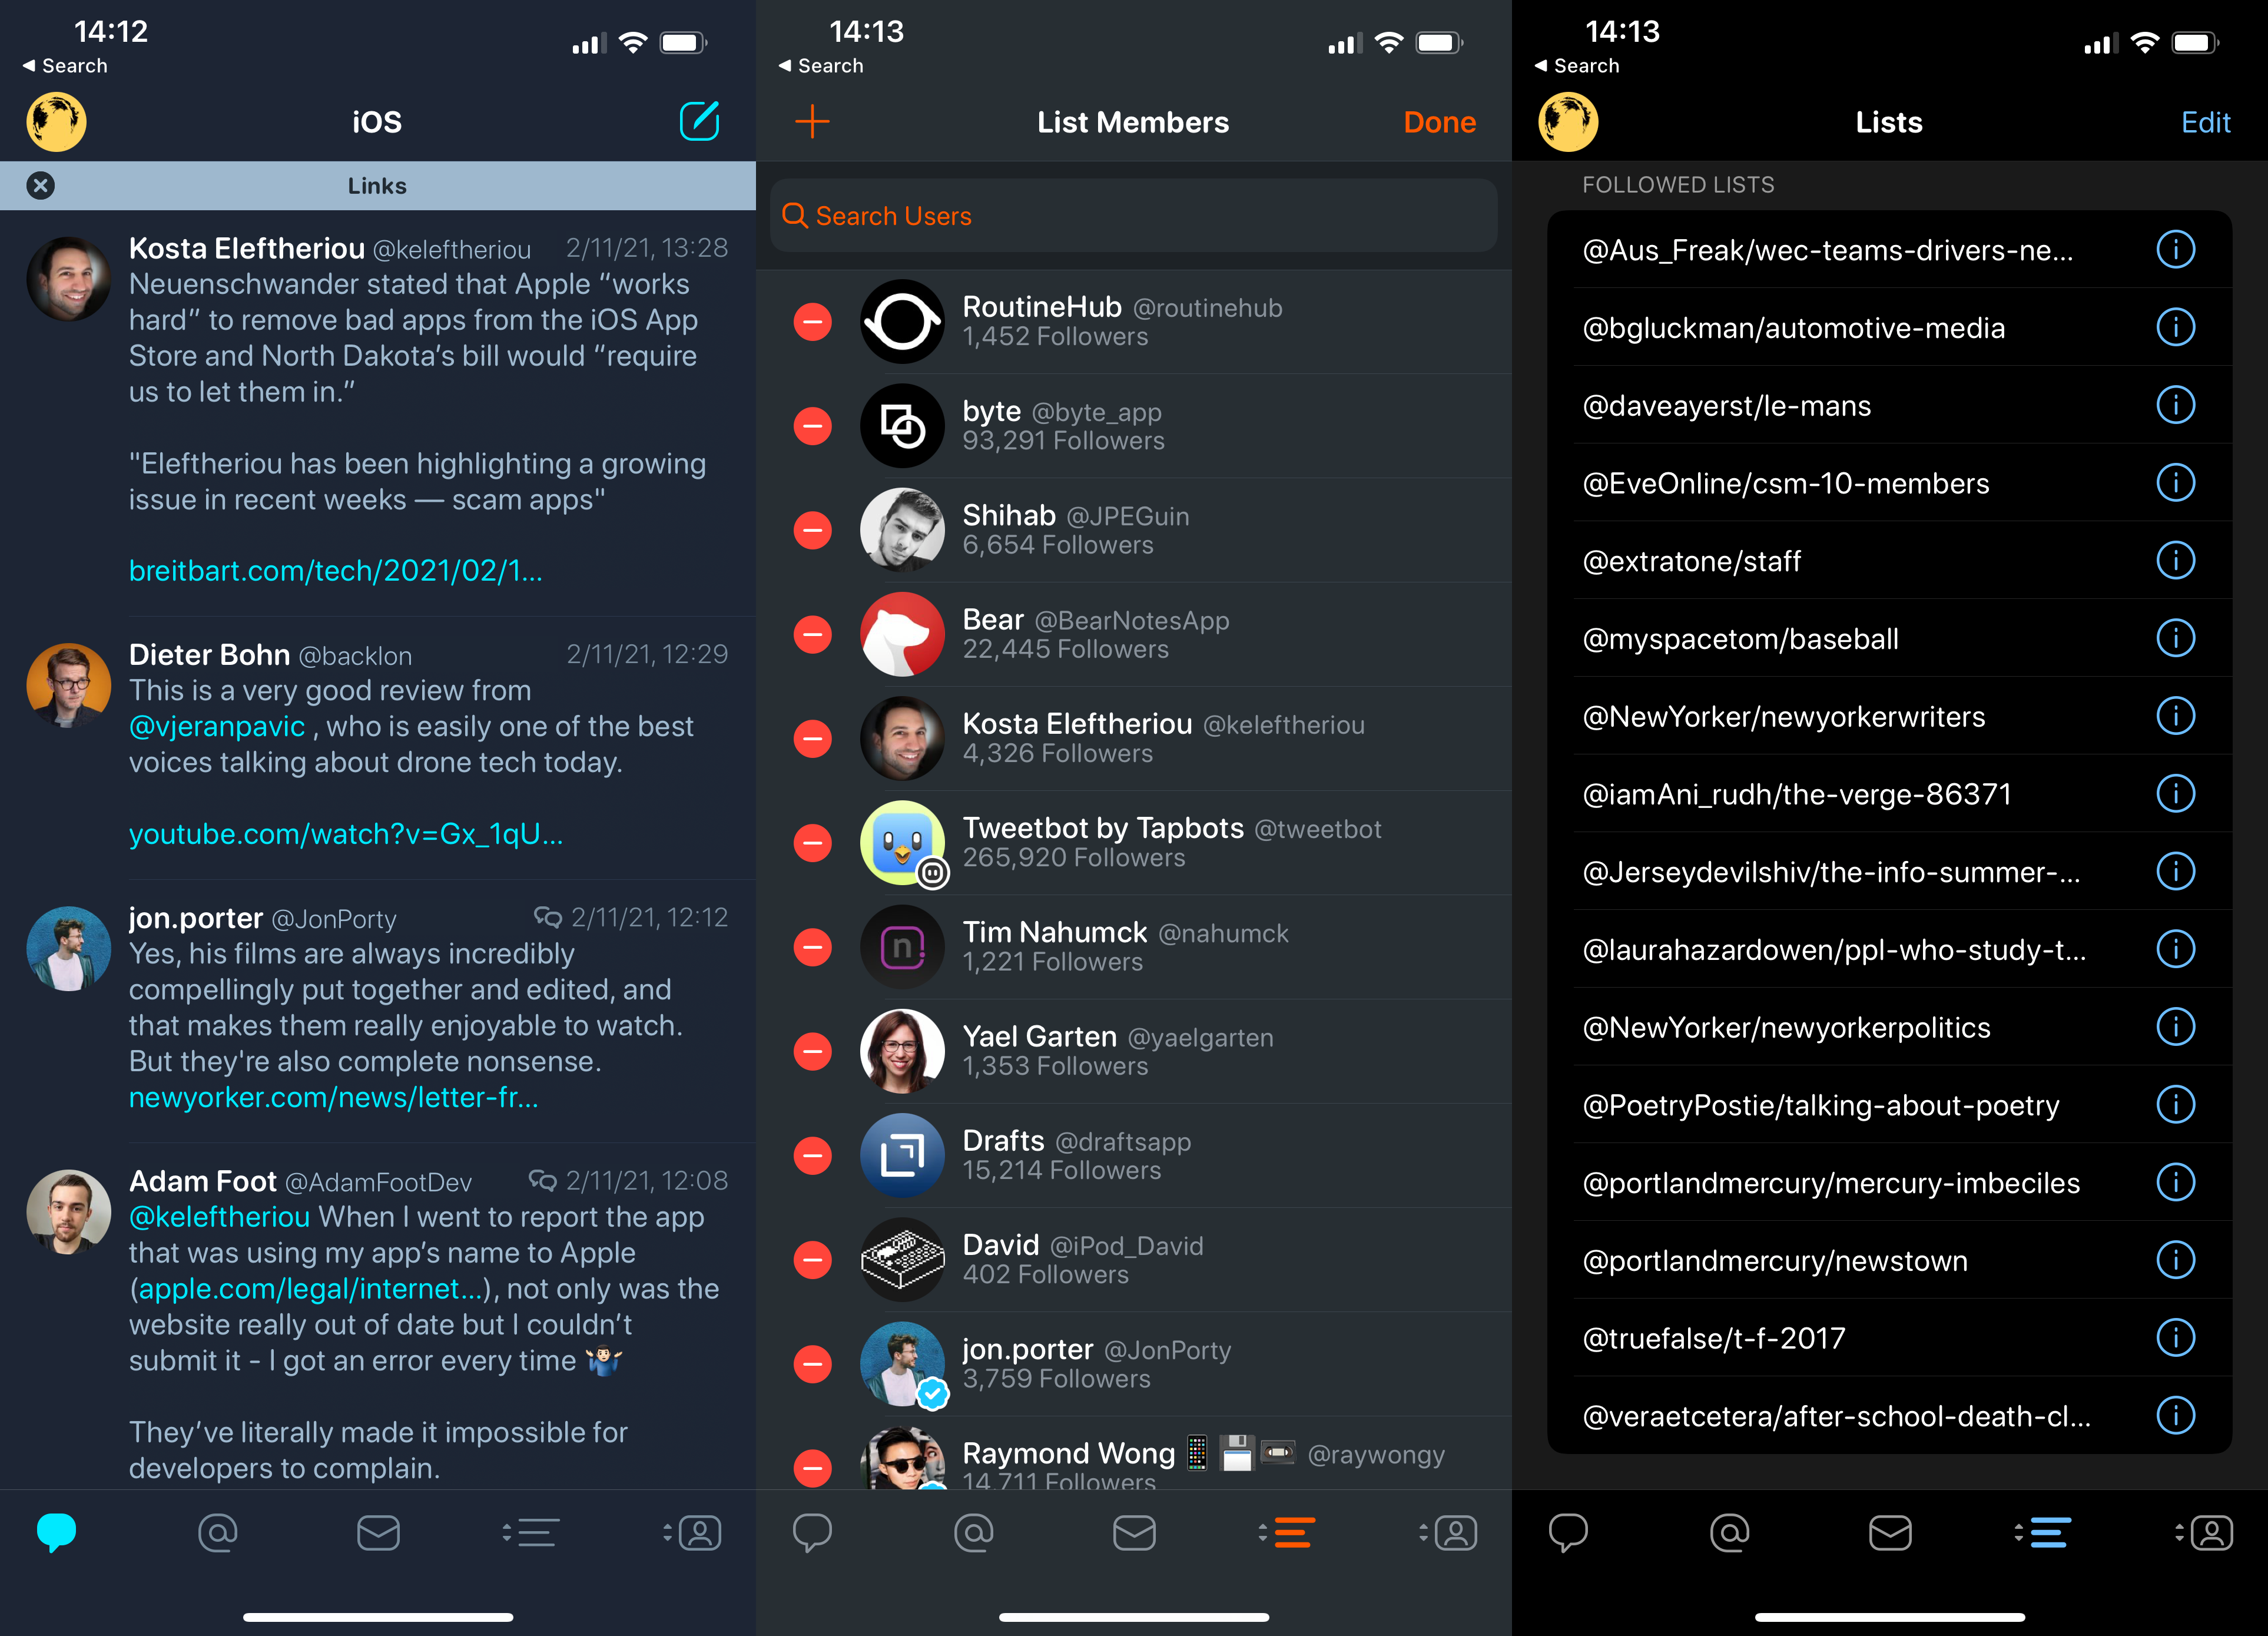 14:12
◀ Search
iOS
Links
Kosta Eleftheriou @keleftheriou 2/11/21, 13:28
Neuenschwander stated that Apple “works
hard” to remove bad apps from the iOS App
Store and North Dakota’s bill would “require
us to let them in.”
"Eleftheriou has been highlighting a growing
issue in recent weeks — scam apps"
breitbart.com/tech/2021/02/1...
Dieter Bohn @backlon 2/11/21, 12:29
This is a very good review from
@vjeranpavic , who is easily one of the best
voices talking about drone tech today.
youtube.com/watch?v=Gx_1qU...
jon.porter @JonPorty 2/11/21, 12:12
Yes, his films are always incredibly
compellingly put together and edited, and
that makes them really enjoyable to watch.
But they're also complete nonsense.
newyorker.com/news/letter-fr...
Adam Foot @AdamFootDev 2/11/21, 12:08
@keleftheriou When I went to report the app
that was using my app’s name to Apple
(apple.com/legal/internet...), not only was the
website really out of date but I couldn’t
submit it - I got an error every time 🤷🏻‍♂️
They’ve literally made it impossible for
developers to complain.
14:13
◀ Search
List Members
Done
Search Users
RoutineHub @routinehub
1,452 Followers
byte @byte_app
93,291 Followers
Shihab @JPEGuin
6,654 Followers
Bear @BearNotesApp
22,445 Followers
Kosta Eleftheriou @keleftheriou
4,326 Followers
Tweetbot by Tapbots @tweetbot
265,920 Followers
Tim Nahumck @nahumck
1,221 Followers
Yael Garten @yaelgarten
1,353 Followers
Drafts @draftsapp
15,214 Followers
David @iPod_David
402 Followers
jon.porter @JonPorty
3,759 Followers
Raymond Wong 📱💾📼 @raywongy
14,711 Followers
14:13
◀ Search
Lists
Edit
FOLLOWED LISTS
@Aus_Freak/wec-teams-drivers-ne...
@bgluckman/automotive-media
@daveayerst/le-mans
@EveOnline/csm-10-members
@extratone/staff
@myspacetom/baseball
@NewYorker/newyorkerwriters
@iamAni_rudh/the-verge-86371
@Jerseydevilshiv/the-info-summer-...
@laurahazardowen/ppl-who-study-t...
@NewYorker/newyorkerpolitics
@PoetryPostie/talking-about-poetry
@portlandmercury/mercury-imbeciles
@portlandmercury/newstown
@truefalse/t-f-2017
@veraetcetera/after-school-death-cl...